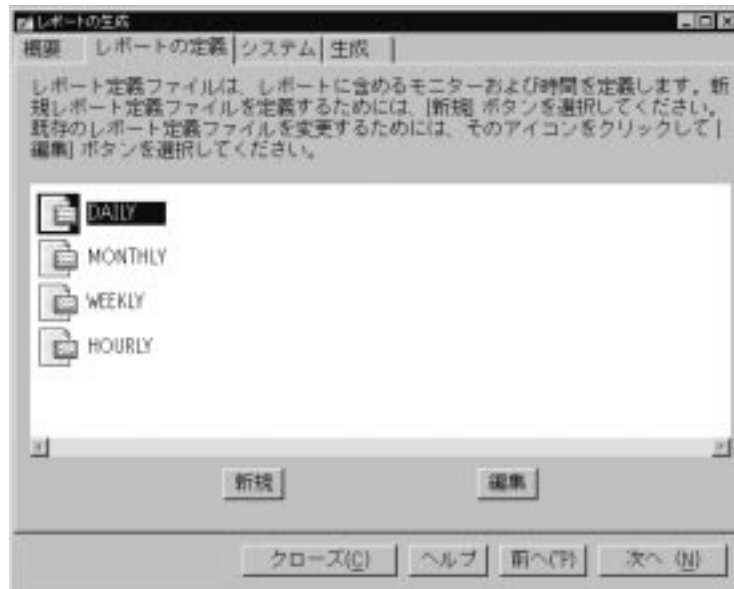 レポートの生成
概要 レポートの定義 システム 生成
レポート定義ファイルは、レポートに含めるモニターおよび時間を定義します。新
規レポート定義ファイルを定義するためには、[新規] ボタンを選択してください。
既存のレポート定義ファイルを変更するためには、そのアイコンをクリックして [
編集] ボタンを選択してください。
DAILY
MONTHLY
WEEKLY
HOURLY
新規 編集
クローズ(C) ヘルプ 前へ(P) 次へ (N)